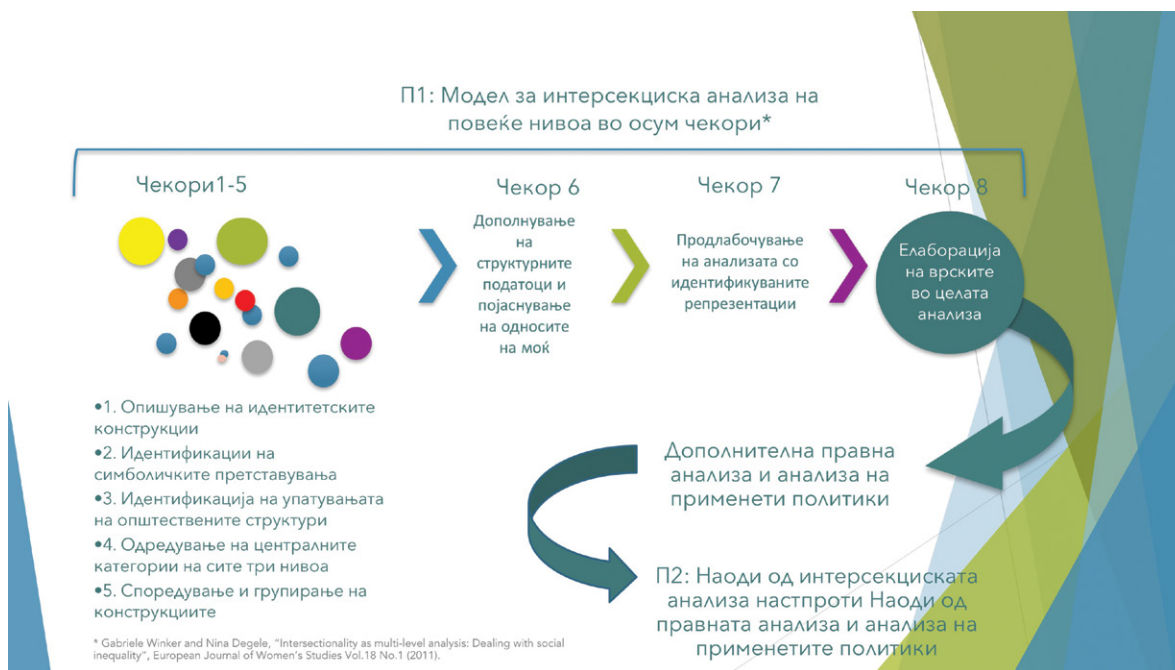 П1: Модел за интерсекциска анализа на
повеќе нивоа во осум чекори*
Чекори1-5
•1. Опишување на идентитетските
конструкции
•2. Идентификации на
симболичките претставувања
•3. Идентификација на упатувањата
на општествените структури
•4. Одредување на централните
категории на сите три нивоа
•5. Споредување и групирање на
конструкциите
Чекор 6
Дополнување
на
структурните
податоци и
појаснување
на односите
на моќ
Чекор 7
Продлабочување
на анализата со
идентификуваните
репрезентации
Чекор 8
Елаборација
на врските
во целата
анализа
Дополнителна правна
анализа и анализа на
применети политики
П2: Наоди од интерсекциската
анализа настпроти Наоди од
правната анализа и анализа на
применетите политики
* Gabriele Winker and Nina Degele, "Intersectionality as multi-level analysis: Dealing with social
inequality", European Journal of Women's Studies Vol.18 No.1 (2011).